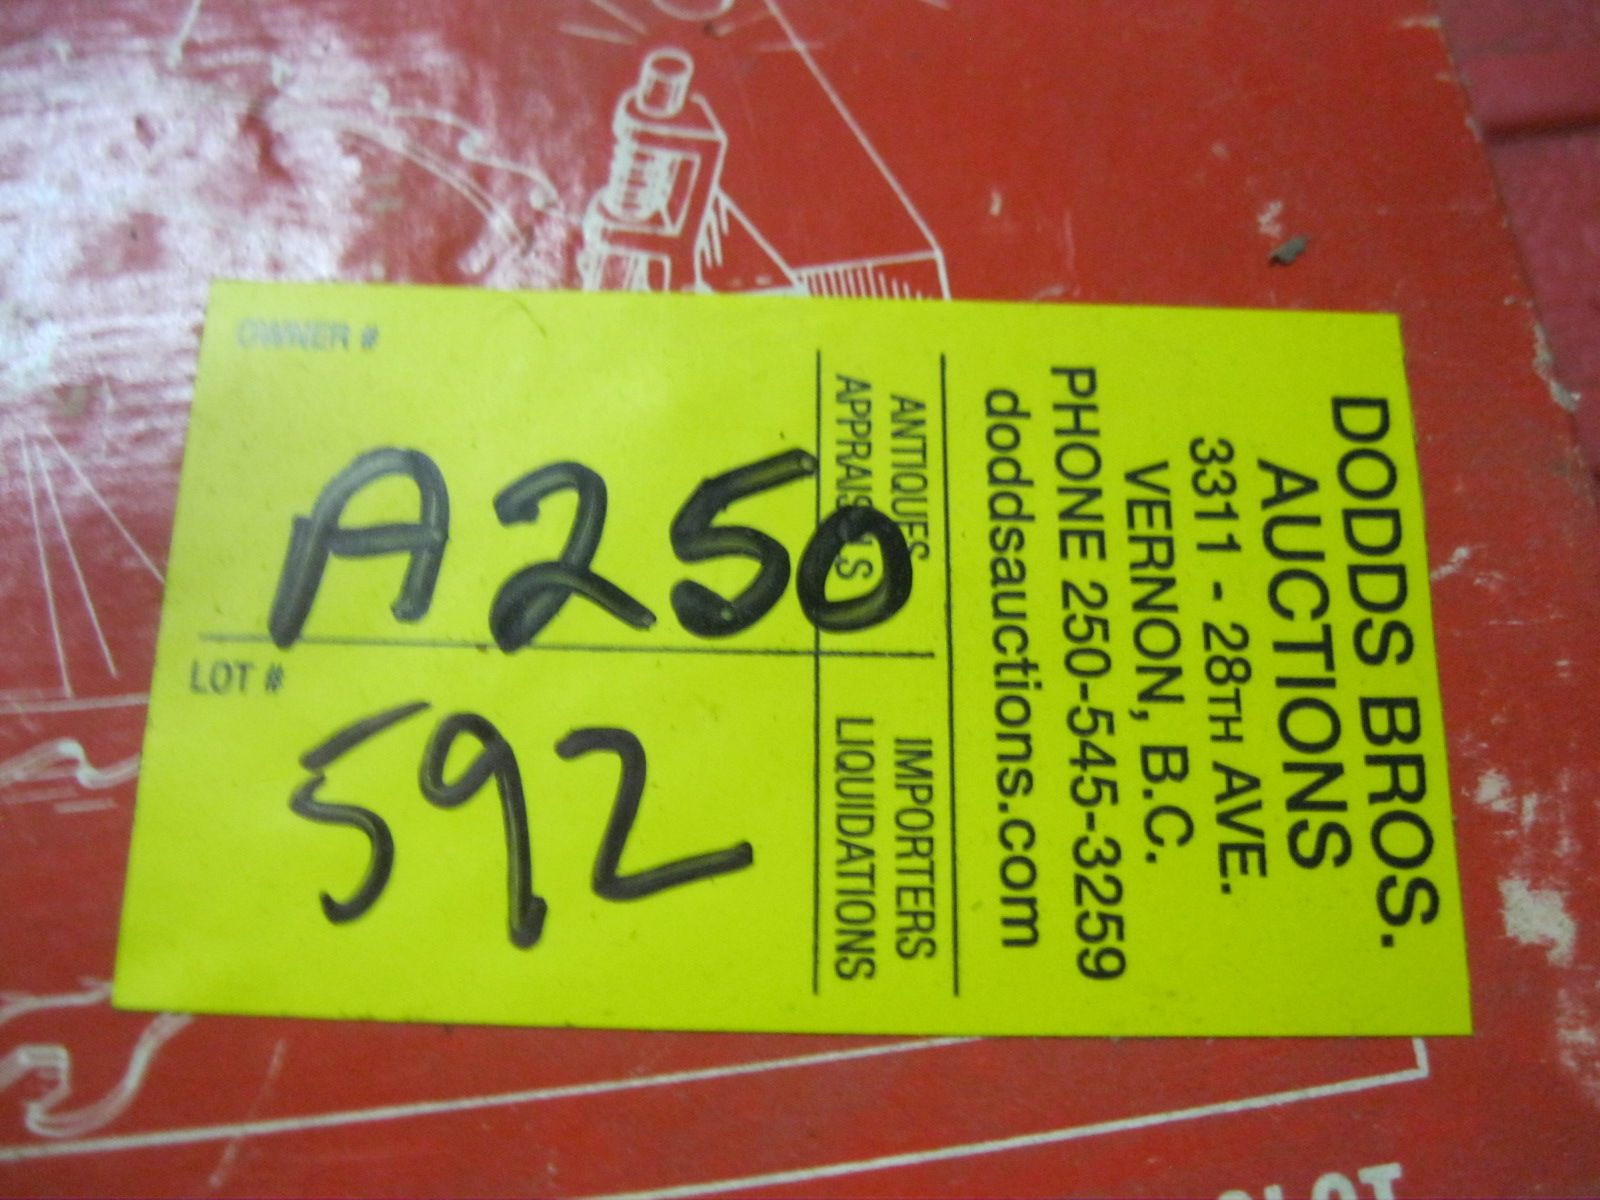 DODDS BROS.
AUCTIONS
3311 - 28TH AVE.
VERNON, B.C.
PHONE 250-545-3259
doddsauctions.com
ANTIQUES IMPORTERS
APPRAISALS LIQUIDATIONS
OWNER #
A250
LOT #
592